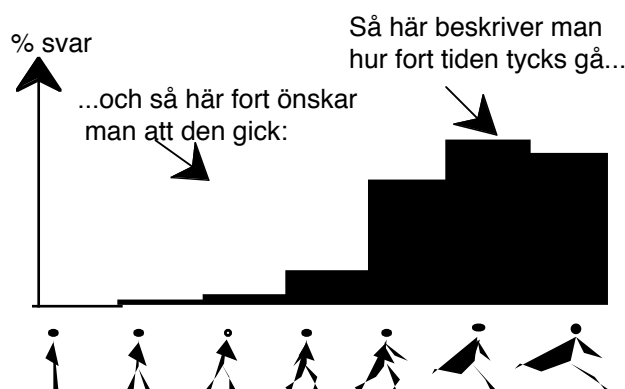 % svar
Så här beskriver man
hur fort tiden tycks gå...
...och så här fort önskar
man att den gick: